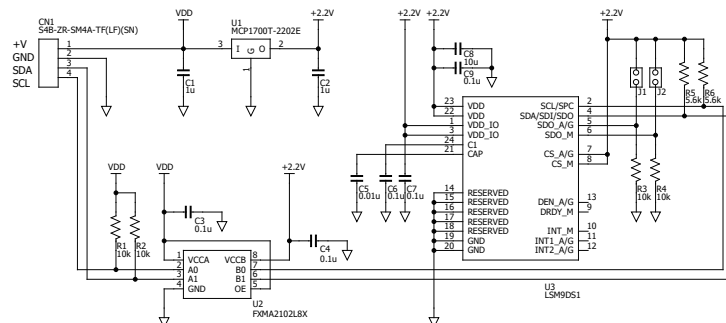 CN1
S4B-ZR-SM4A-TF(LF)(SN)
+V
GND
SDA
SCL
1
2
3
4
VDD
C1
1u
U1
MCP1700T-2202E
3
I
G
O
2
1
+2.2V
C2
1u
VDD
R1
10k
R2
10k
VDD
C3
0.1u
+2.2V
C4
0.1u
1 VCCA VCCB 8
2 A0 B0 7
3 A1 B1 6
4 GND OE 5
U2
FXMA2102L8X
+2.2V
+2.2V
C8
10u
C9
0.1u
C5
0.01u
C6
0.1u
C7
0.1u
23 VDD SCL/SPC 2
22 VDD SDA/SDI/SDO 4
1 VDD_IO SDO_A/G 5
3 VDD_IO SDO_M 6
24 C1
21 CAP CS_A/G 7
CS_M 8
14 RESERVED
15 RESERVED DEN_A/G 13
16 RESERVED DRDY_M 9
17 RESERVED
18 RESERVED INT_M 10
19 GND INT1_A/G 11
20 GND INT2_A/G 12
U3
LSM9DS1
+2.2V
J1
J2
R5
5.6k
R6
5.6k
R3
10k
R4
10k